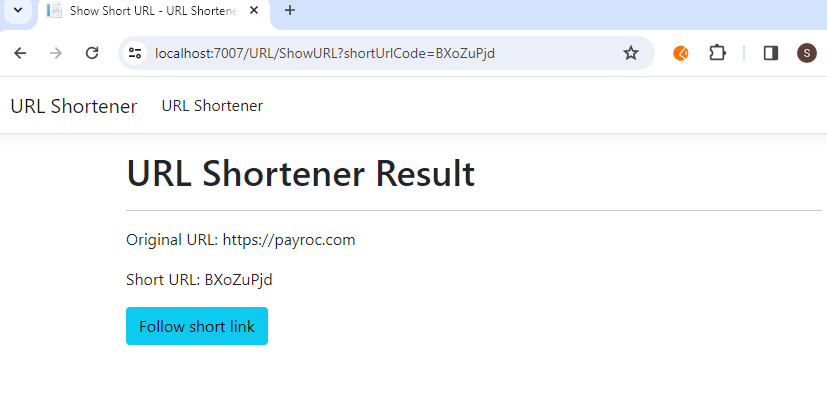 Show Short URL - URL Shortene
localhost:7007/URL/ShowURL?shortUrlCode=BXoZuPjd
S
URL Shortener URL Shortener
URL Shortener Result
Original URL: https://payroc.com
Short URL: BXoZuPjd
Follow short link